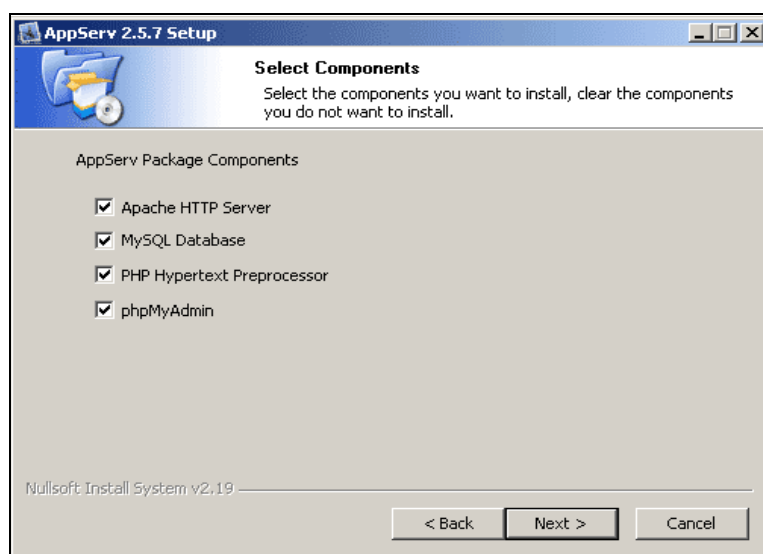 AppServ 2.5.7 Setup
Select Components
Select the components you want to install, clear the components
you do not want to install.
AppServ Package Components
Apache HTTP Server
MySQL Database
PHP Hypertext Preprocessor
phpMyAdmin
Nullsoft Install System v2.19
< Back
Next >
Cancel